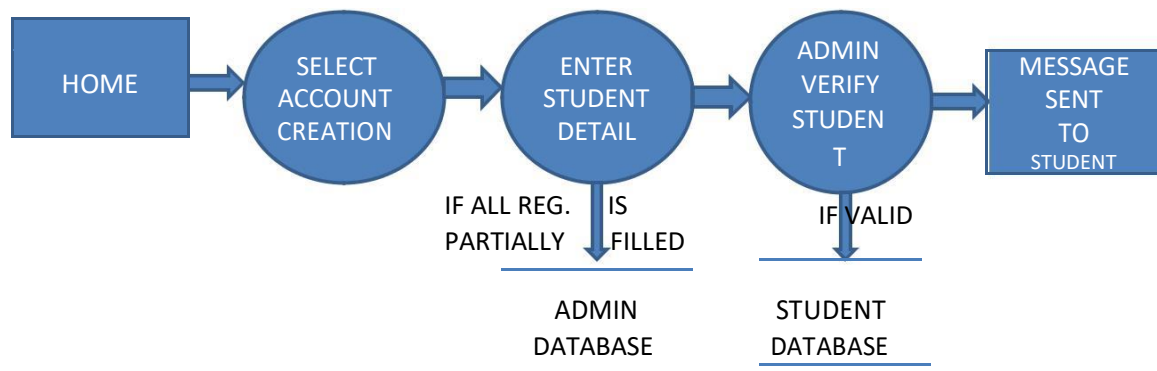 HOME
SELECT
ACCOUNT
CREATION
ENTER
STUDENT
DETAIL
ADMIN
VERIFY
STUDEN
T
MESSAGE
SENT
TO
STUDENT
IF ALL REG. IS
PARTIALLY FILLED
IF VALID
ADMIN
DATABASE
STUDENT
DATABASE